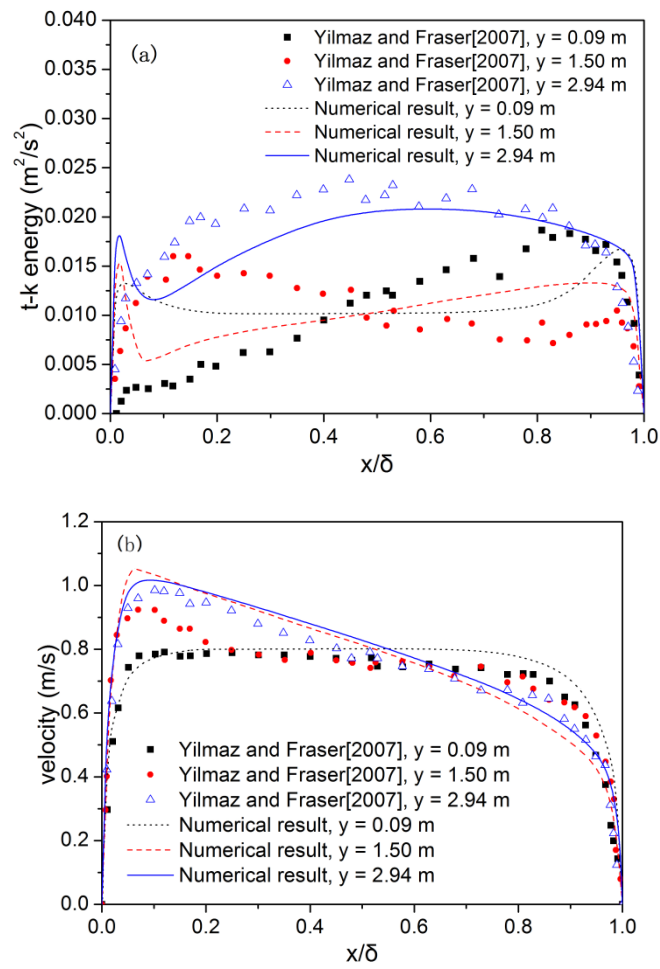 (a)
Yilmaz and Fraser[2007], y = 0.09 m
Yilmaz and Fraser[2007], y = 1.50 m
Yilmaz and Fraser[2007], y = 2.94 m
Numerical result, y = 0.09 m
Numerical result, y = 1.50 m
Numerical result, y = 2.94 m
t-k energy (m²/s²)
0.040
0.035
0.030
0.025
0.020
0.015
0.010
0.005
0.000
0.0 0.2 0.4 0.6 0.8 1.0
x/δ
(b)
velocity (m/s)
1.2
1.0
0.8
0.6
0.4
0.2
0.0
Yilmaz and Fraser[2007], y = 0.09 m
Yilmaz and Fraser[2007], y = 1.50 m
Yilmaz and Fraser[2007], y = 2.94 m
Numerical result, y = 0.09 m
Numerical result, y = 1.50 m
Numerical result, y = 2.94 m
0.0 0.2 0.4 0.6 0.8 1.0
x/δ